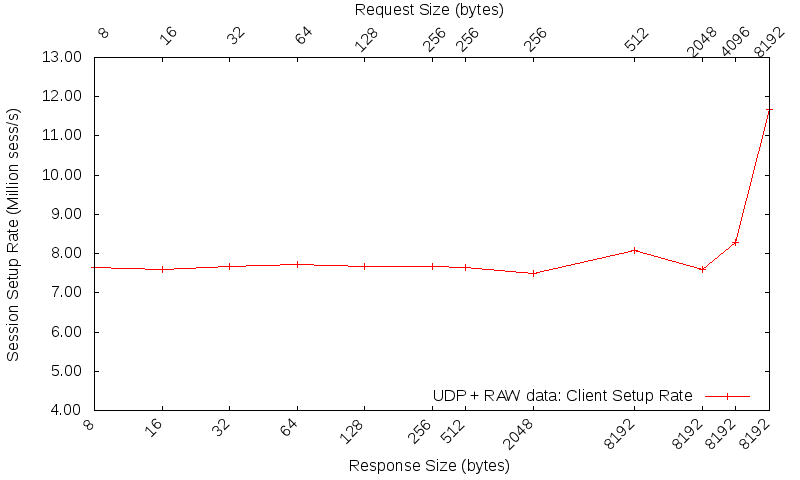 Request Size (bytes)
8 16 32 64 128 256 256 256 512 2048 4096 8192
13.00
12.00
11.00
10.00
9.00
8.00
7.00
6.00
5.00
4.00
Session Setup Rate (Million sess/s)
UDP + RAW data: Client Setup Rate
8 16 32 64 128 256 512 2048 8192 8192 8192 8192
Response Size (bytes)